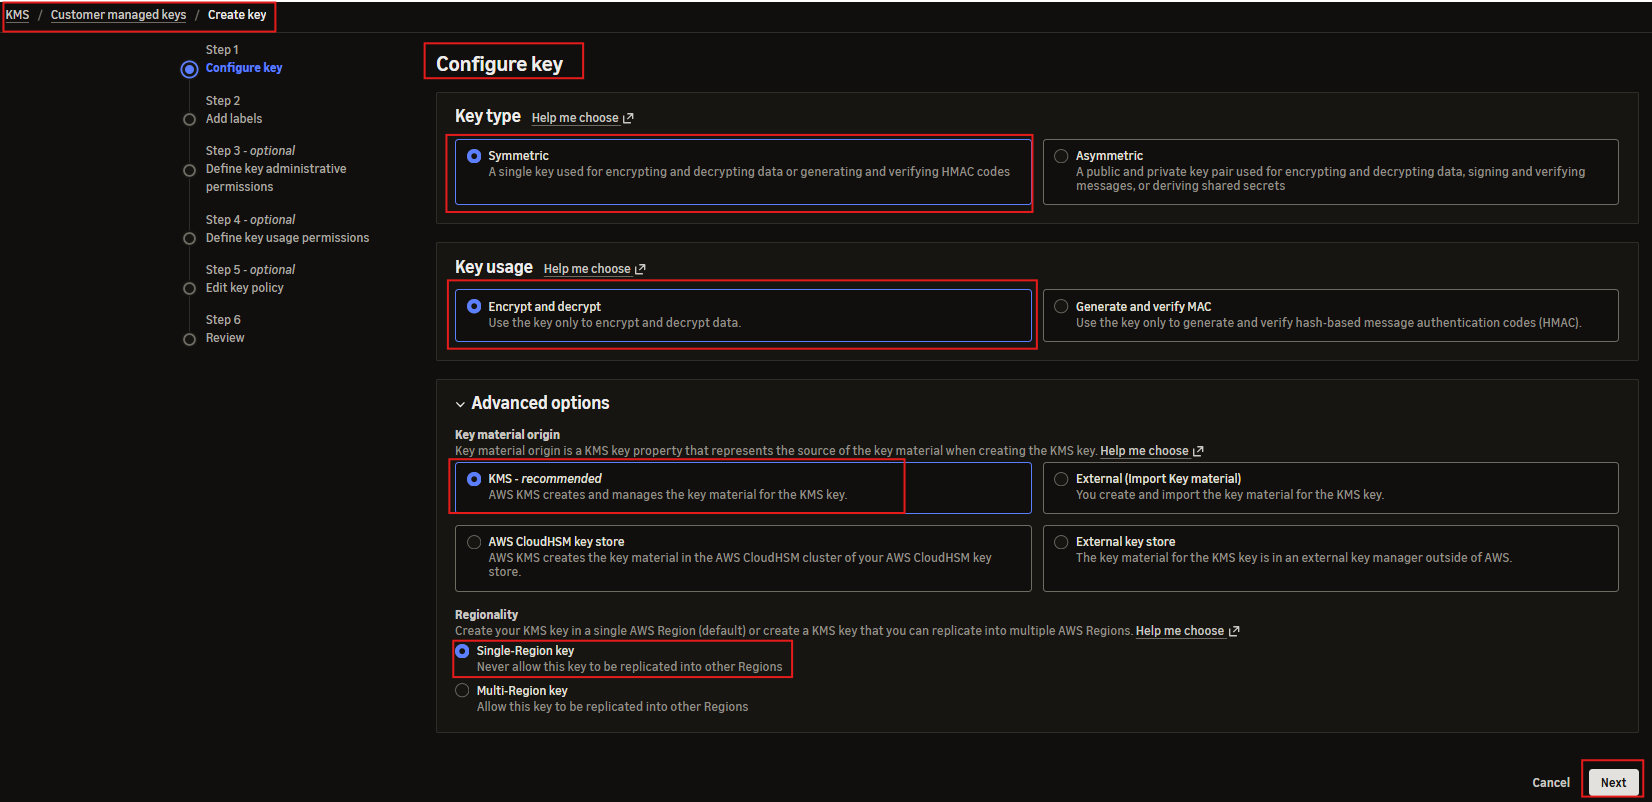 KMS / Customer managed keys / Create key
Step 1
Configure key
Step 2
Add labels
Step 3 - optional
Define key administrative
permissions
Step 4 - optional
Define key usage permissions
Step 5 - optional
Edit key policy
Step 6
Review
Configure key
Key type Help me choose
Symmetric
A single key used for encrypting and decrypting data or generating and verifying HMAC codes
Asymmetric
A public and private key pair used for encrypting and decrypting data, signing and verifying
messages, or deriving shared secrets
Key usage Help me choose
Encrypt and decrypt
Use the key only to encrypt and decrypt data.
Generate and verify MAC
Use the key only to generate and verify hash-based message authentication codes (HMAC).
Advanced options
Key material origin
Key material origin is a KMS key property that represents the source of the key material when creating the KMS key. Help me choose
KMS - recommended
AWS KMS creates and manages the key material for the KMS key.
External (Import Key material)
You create and import the key material for the KMS key.
AWS CloudHSM key store
AWS KMS creates the key material in the AWS CloudHSM cluster of your AWS CloudHSM key
store.
External key store
The key material for the KMS key is in an external key manager outside of AWS.
Regionality
Create your KMS key in a single AWS Region (default) or create a KMS key that you can replicate into multiple AWS Regions. Help me choose
Single-Region key
Never allow this key to be replicated into other Regions
Multi-Region key
Allow this key to be replicated into other Regions
Cancel Next